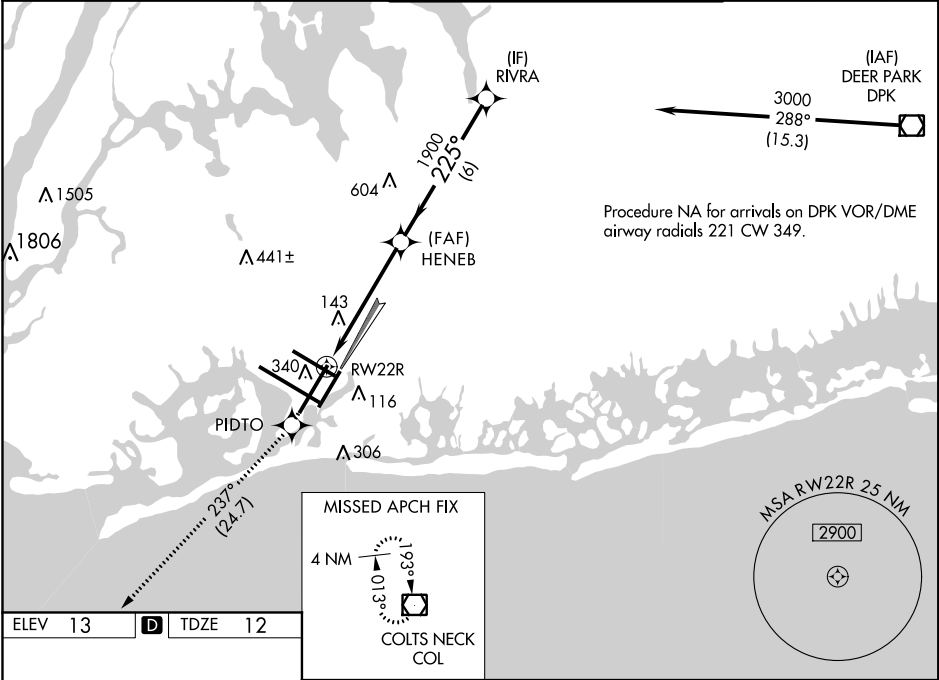 (IF)
RIVRA
(IAF)
DEER PARK
DPK
3000
288°
(15.3)
1900
225°
(6)
604
1505
1806
441±
(FAF)
HENEB
Procedure NA for arrivals on DPK VOR/DME
airway radials 221 CW 349.
143
340
RW22R
116
PIDTO
306
237°
(24.7)
MISSED APCH FIX
4 NM
193°
013°
COLTS NECK
COL
MSA RW22R 25 NM
2900
ELEV 13 D TDZE 12